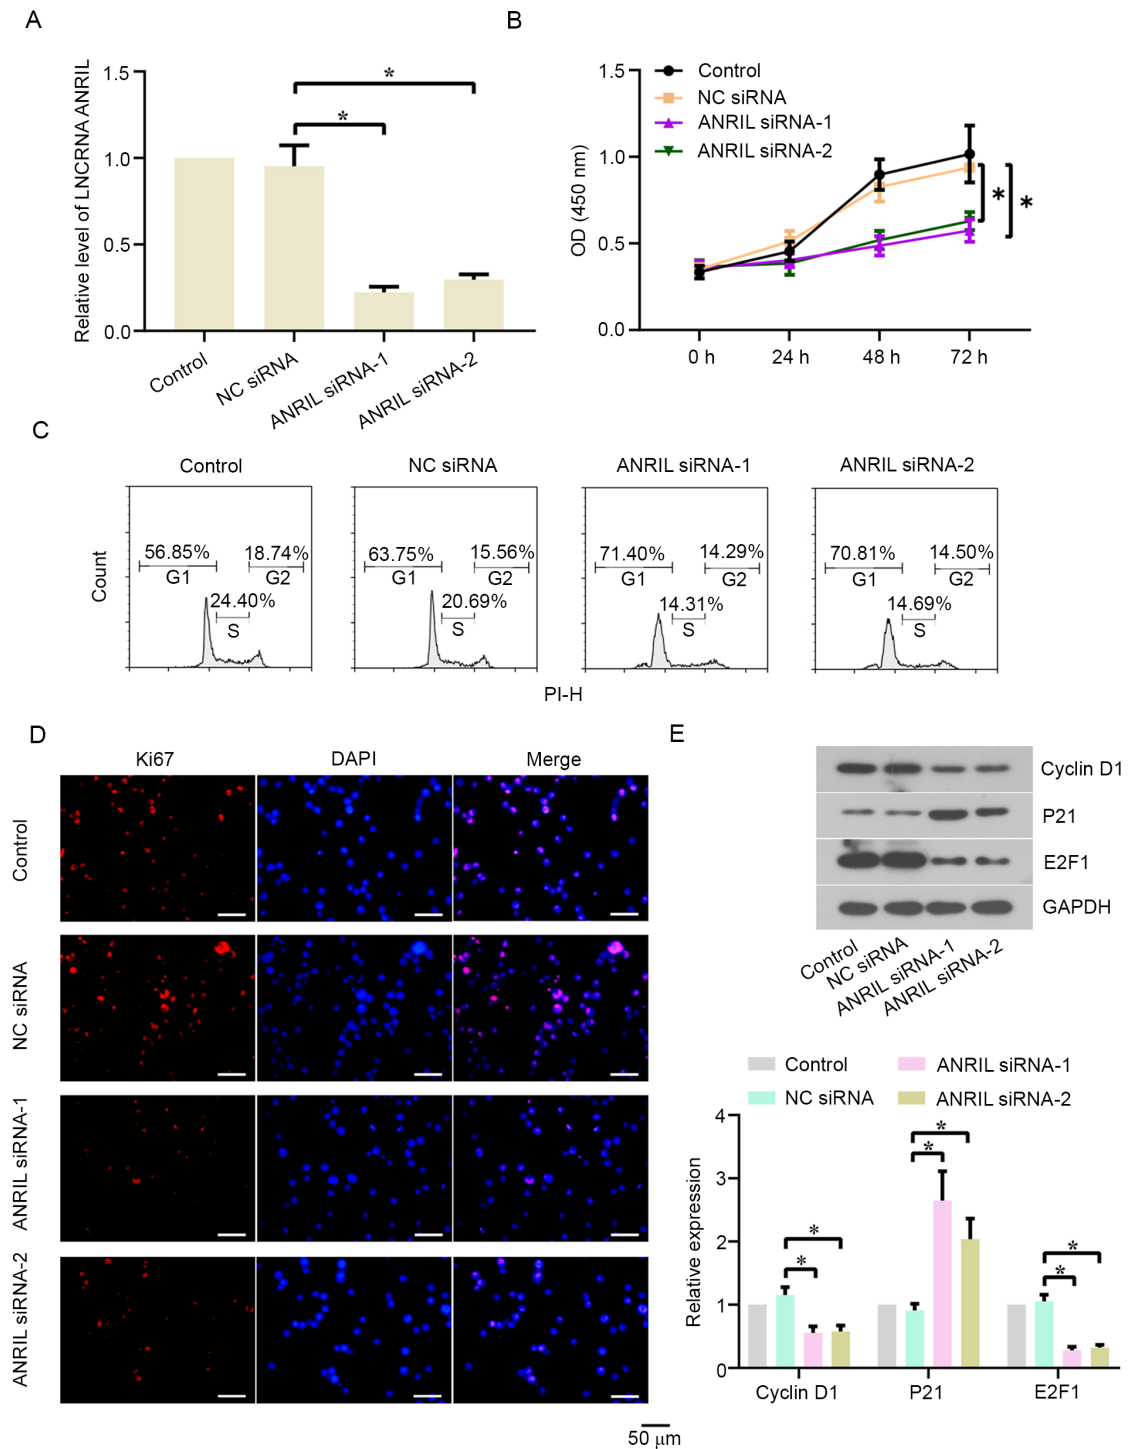 A
Relative level of LNCRNA ANRIL
1.5
1.0
0.5
0.0
*
*
Control
NC siRNA
ANRIL siRNA-1
ANRIL siRNA-2
B
OD (450 nm)
1.5
1.0
0.5
0.0
Control
NC siRNA
ANRIL siRNA-1
ANRIL siRNA-2
* *
0 h 24 h 48 h 72 h
C
Control NC siRNA ANRIL siRNA-1 ANRIL siRNA-2
Count
56.85% 18.74%
G1 G2
24.40%
S
63.75% 15.56%
G1 G2
20.69%
S
71.40% 14.29%
G1 G2
14.31%
S
70.81% 14.50%
G1 G2
14.69%
S
PI-H
D
Ki67 DAPI Merge
Control
NC siRNA
ANRIL siRNA-1
ANRIL siRNA-2
50 μm
E
Cyclin D1
P21
E2F1
GAPDH
Control
NC siRNA
ANRIL siRNA-1
ANRIL siRNA-2
Control ANRIL siRNA-1
NC siRNA ANRIL siRNA-2
Relative expression
4
3
2
1
0
* *
* *
* *
Cyclin D1 P21 E2F1